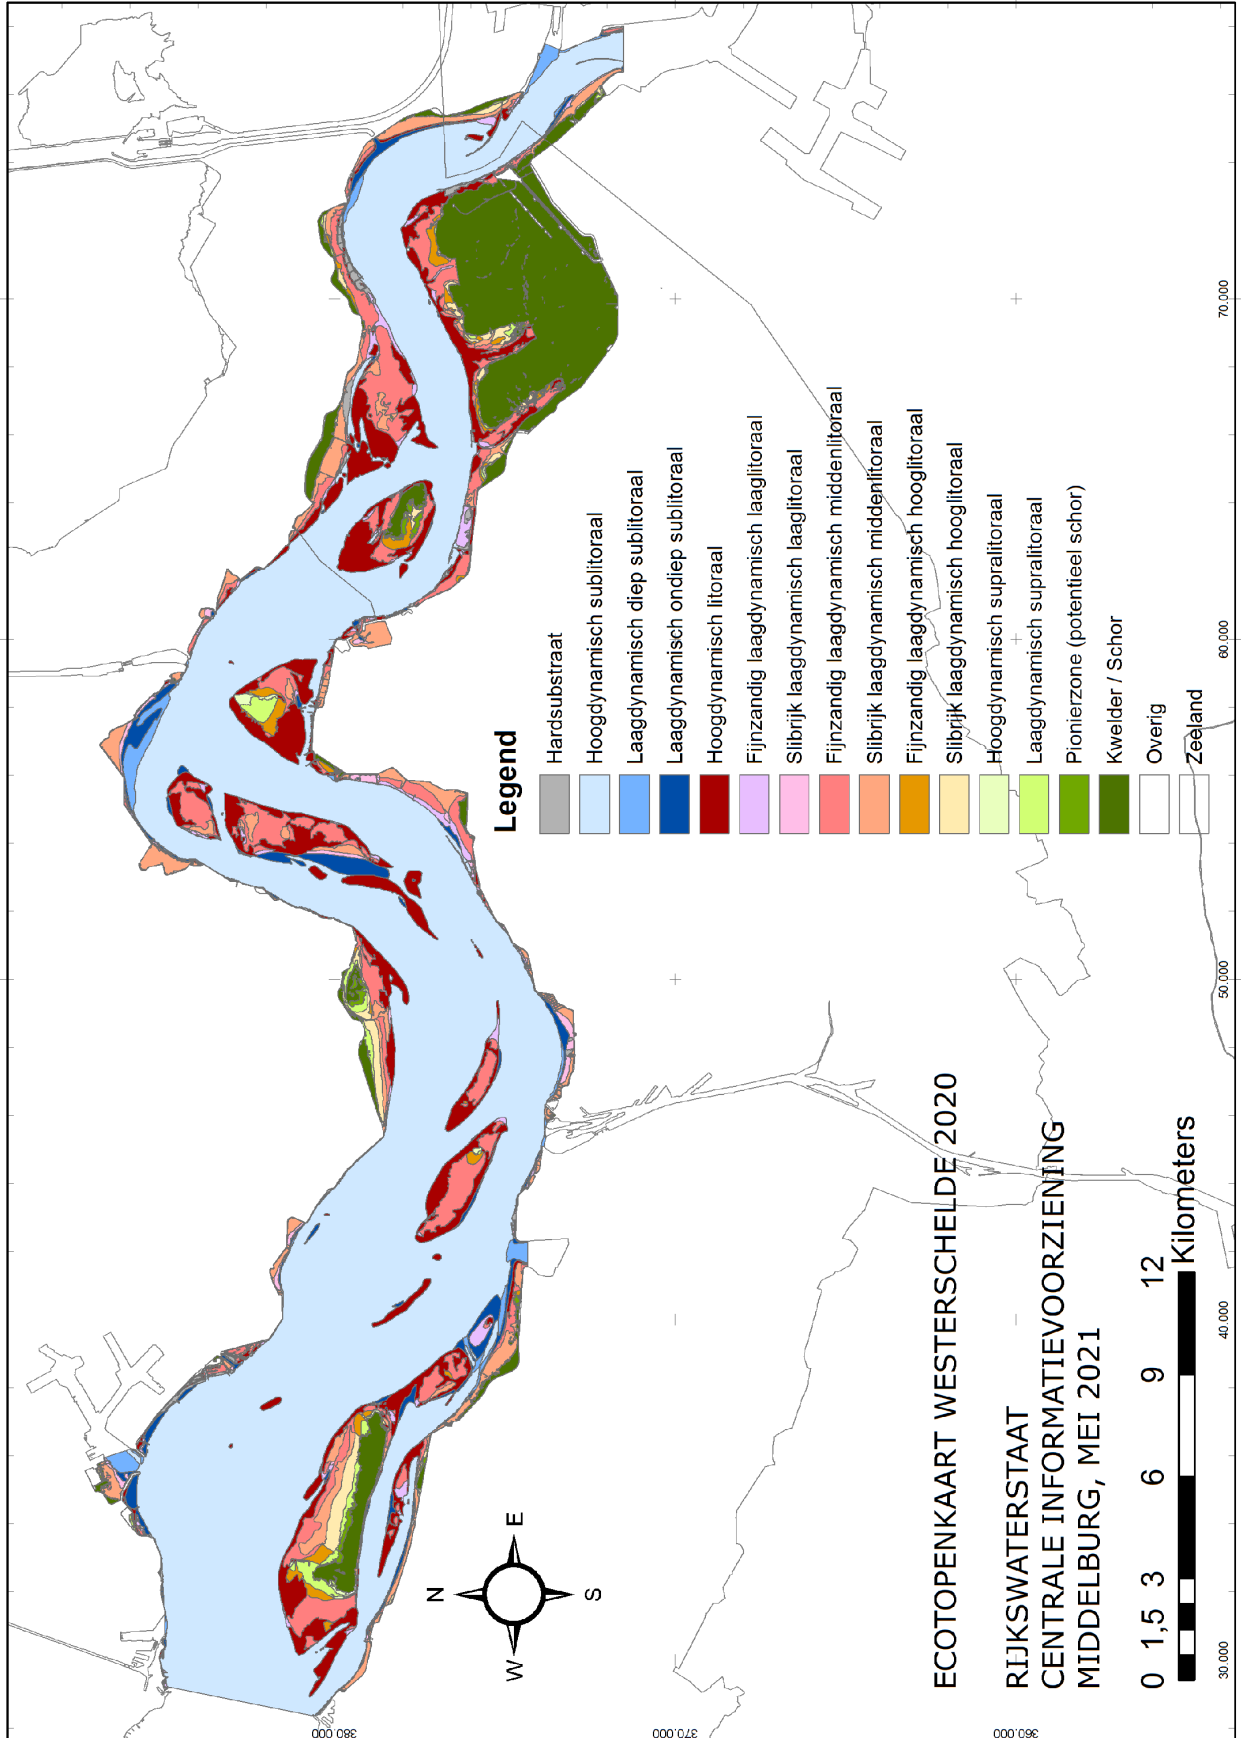 Legend
Hardsubstraat
Hoogdynamisch sublitoraal
Laagdynamisch diep sublitoraal
Laagdynamisch ondiep sublitoraal
Hoogdynamisch litoraal
Fijnzandig laagdynamisch laaglitoraal
Slibrijk laagdynamisch laaglitoraal
Fijnzandig laagdynamisch middenlitoraal
Slibrijk laagdynamisch middenlitoraal
Fijnzandig laagdynamisch hooglitoraal
Slibrijk laagdynamisch hooglitoraal
Hoogdynamisch supralitoraal
Laagdynamisch supralitoraal
Pionierzone (potentieel schor)
Kwelder / Schor
Overig
Zeeland
N
W
E
S
ECOTOPENKAART WESTERSCHELDE 2020
RIJKSWATERSTAAT
CENTRALE INFORMATIEVOORZIENING
MIDDELBURG, MEI 2021
0 1,5 3 6 9 12
Kilometers
30.000
40.000
50.000
60.000
70.000
380.000
370.000
360.000